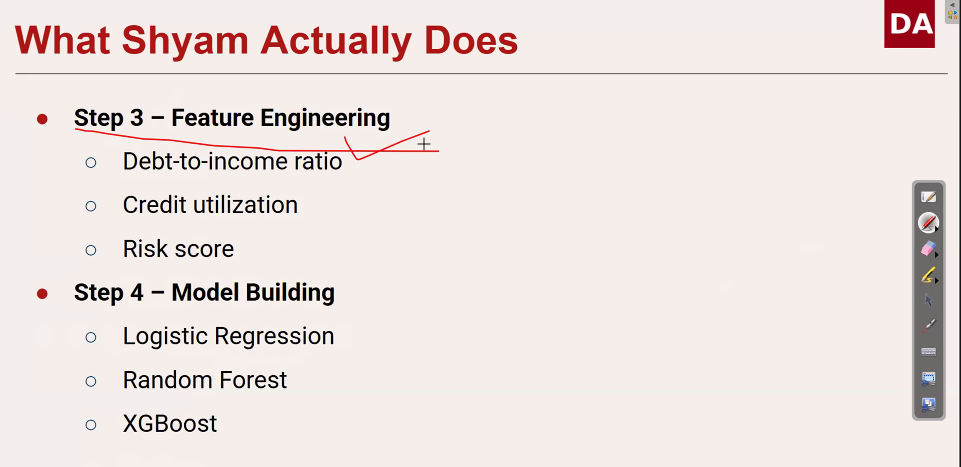 What Shyam Actually Does
DA
Step 3 – Feature Engineering
Debt-to-income ratio
Credit utilization
Risk score
Step 4 – Model Building
Logistic Regression
Random Forest
XGBoost